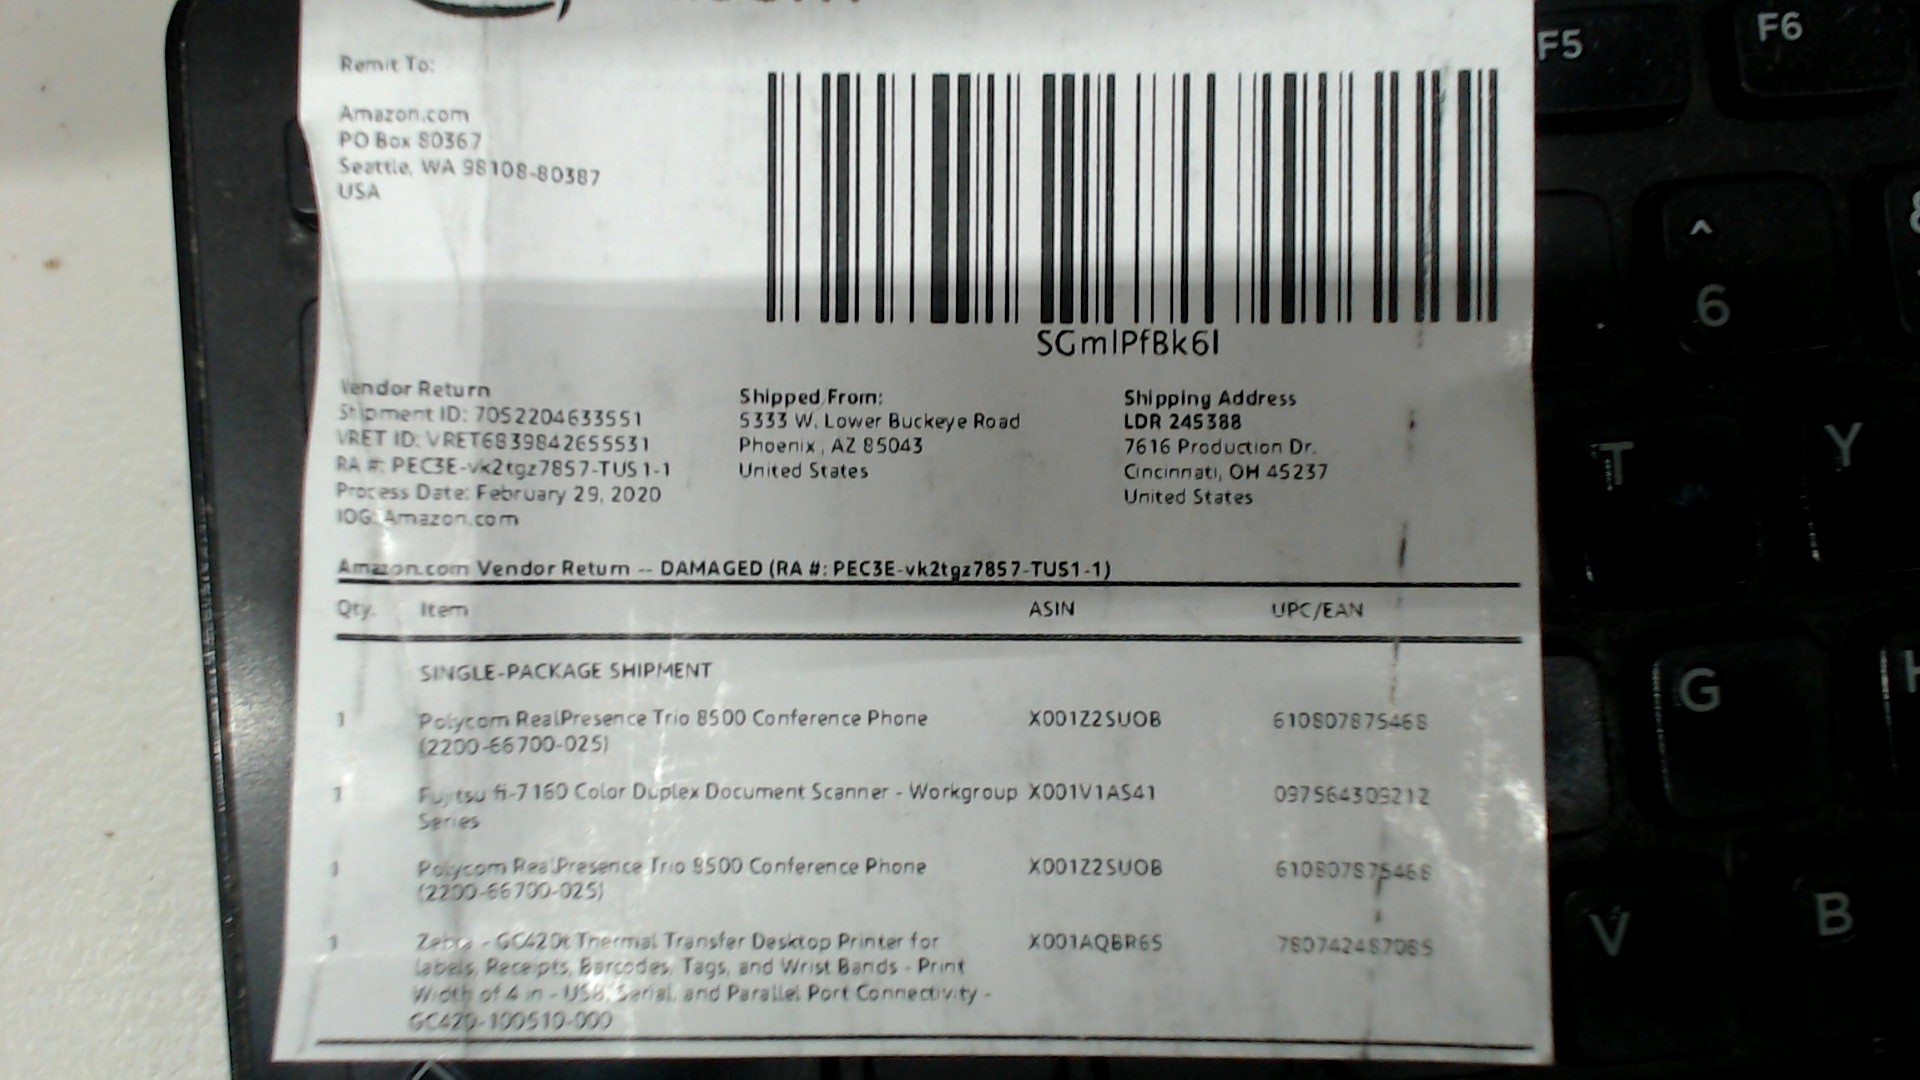 Remit To:
Amazon.com
PO Box 80367
Seattle, WA 98108-80387
USA
SGmlPfBk6l
Vendor Return
Shipment ID: 7052204633551
VRET ID: VRET6839842655531
RA #: PEC3E-vk2tgz7857-TUS1-1
Process Date: February 29, 2020
IOG: Amazon.com
Shipped From:
5333 W. Lower Buckeye Road
Phoenix, AZ 85043
United States
Shipping Address
LDR 245388
7616 Production Dr.
Cincinnati, OH 45237
United States
Amazon.com Vendor Return -- DAMAGED (RA #: PEC3E-vk2tgz7857-TUS1-1)
Qty. Item ASIN UPC/EAN
SINGLE-PACKAGE SHIPMENT
1 Polycom RealPresence Trio 8500 Conference Phone X001Z2SUOB 610807875468
(2200-66700-025)
1 Fujitsu fi-7160 Color Duplex Document Scanner - Workgroup X001V1AS41 097564309212
Series
1 Polycom RealPresence Trio 8500 Conference Phone X001Z2SUOB 610807875468
(2200-66700-025)
1 Zebra - GC420t Thermal Transfer Desktop Printer for X001AQBR65 780742487085
labels, Receipts, Barcodes, Tags, and Wrist Bands - Print
Width of 4 in - USB, Serial, and Parallel Port Connectivity -
GC420-100510-000
F5
F6
^
6
T
Y
G
H
V
B